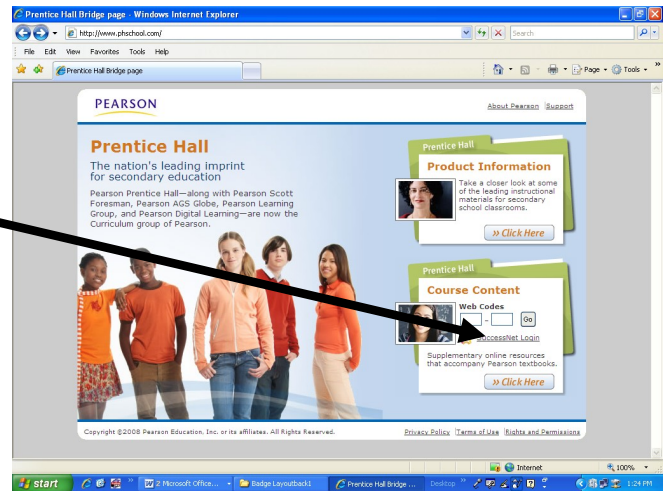 Prentice Hall Bridge page - Windows Internet Explorer
http://www.phschool.com/
Search
File Edit View Favorites Tools Help
Prentice Hall Bridge page
Page Tools
PEARSON
About Pearson Support
Prentice Hall
The nation's leading imprint
for secondary education
Pearson Prentice Hall—along with Pearson Scott
Foresman, Pearson AGS Globe, Pearson Learning
Group, and Pearson Digital Learning—are now the
Curriculum group of Pearson.
Prentice Hall
Product Information
Take a closer look at some
of the leading instructional
materials for secondary
school classrooms.
» Click Here
Prentice Hall
Course Content
Web Codes
- Go
SuccessNet Login
Supplementary online resources
that accompany Pearson textbooks.
» Click Here
Copyright ©2008 Pearson Education, Inc. or its affiliates. All Rights Reserved.
Privacy Policy Terms of Use Rights and Permissions
Internet 100%
start 2 Microsoft Office... Badge Layoutback1 Prentice Hall Bridge ... Desktop 1:24 PM